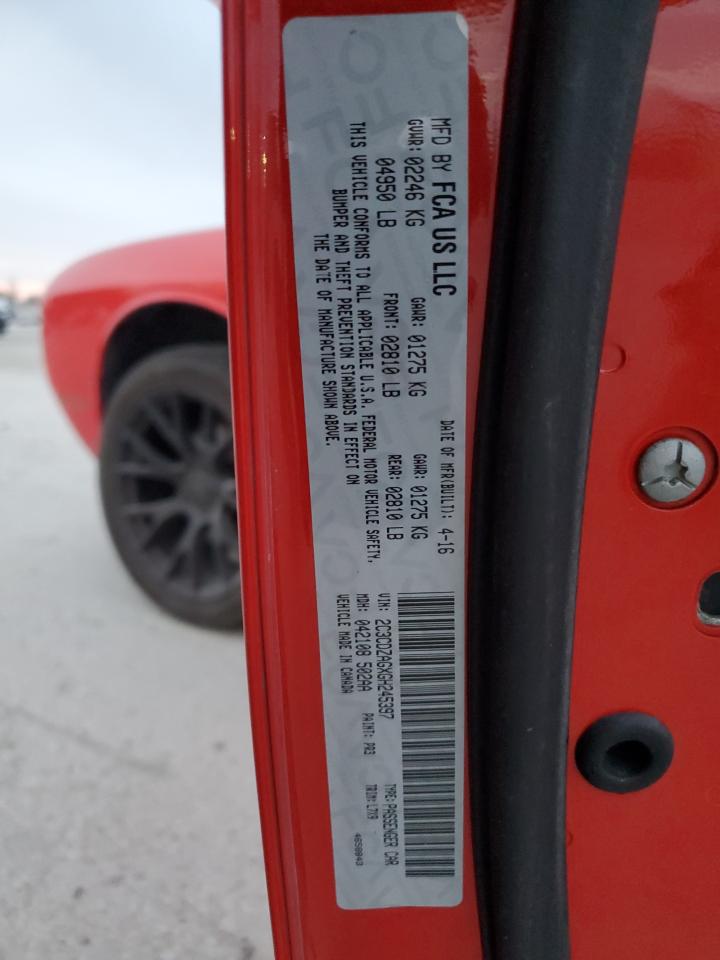 MFD BY FCA US LLC
DATE OF MFR(BUILT): 4-16
GVWR: 02246 KG GAWR: 01275 KG GAWR: 01275 KG
04950 LB FRONT: 02810 LB REAR: 02810 LB
THIS VEHICLE CONFORMS TO ALL APPLICABLE U.S.A. FEDERAL MOTOR VEHICLE SAFETY,
BUMPER AND THEFT PREVENTION STANDARDS IN EFFECT ON
THE DATE OF MANUFACTURE SHOWN ABOVE.
VIN: 2C3CDZAGXGH245397 TYPE: PASSENGER CAR
MDH: 042108 502AA PAINT: PR3 TRIM: L7X9
VEHICLE MADE IN CANADA 4650043